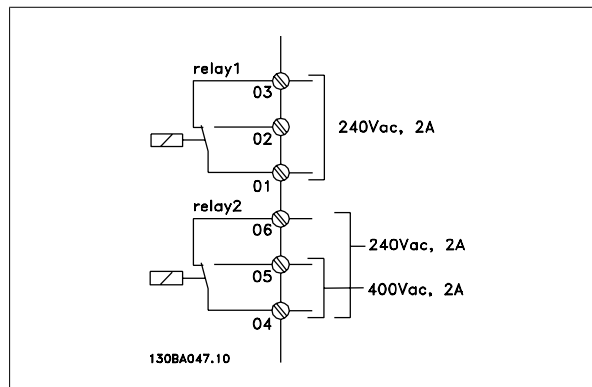 relay1
03
02
240Vac, 2A
01
relay2
06
240Vac, 2A
05
400Vac, 2A
04
130BA047.10